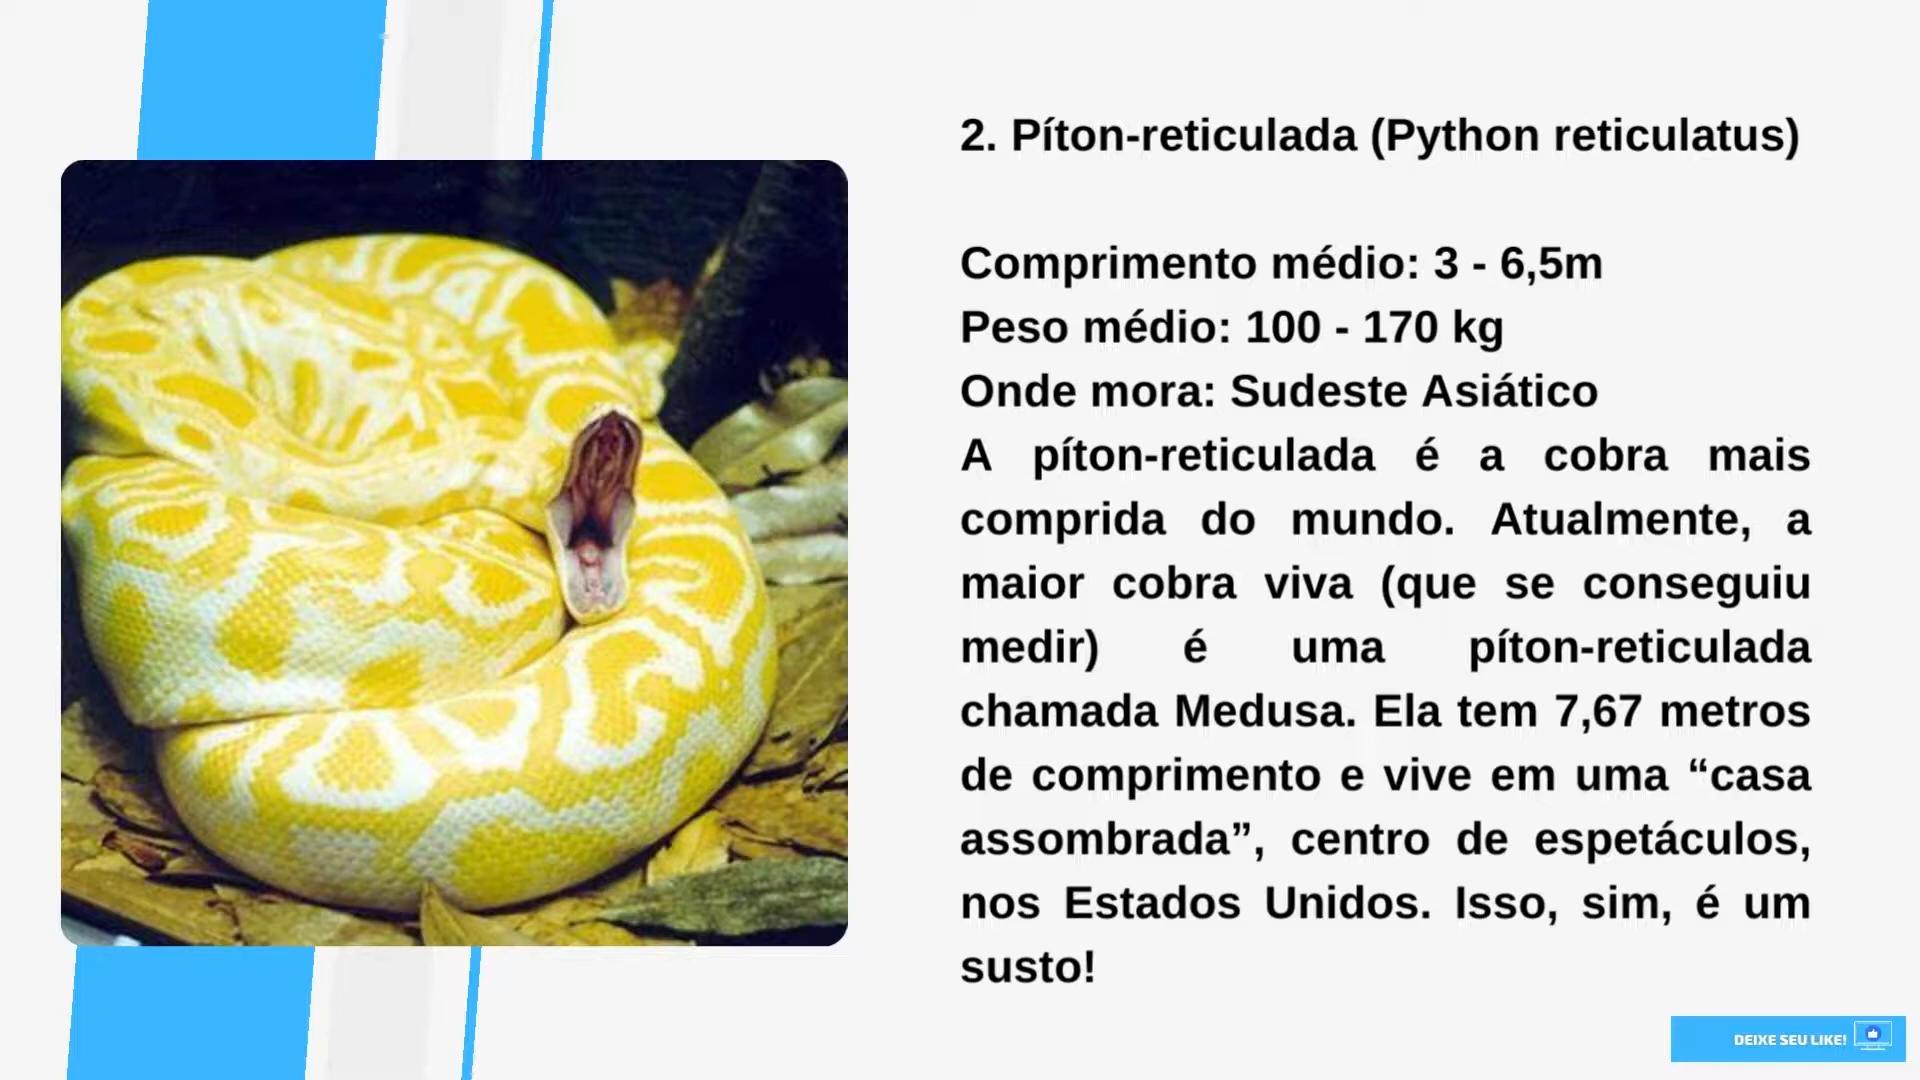 2. Píton-reticulada (Python reticulatus)
Comprimento médio: 3 - 6,5m
Peso médio: 100 - 170 kg
Onde mora: Sudeste Asiático
A píton-reticulada é a cobra mais
comprida do mundo. Atualmente, a
maior cobra viva (que se conseguiu
medir) é uma píton-reticulada
chamada Medusa. Ela tem 7,67 metros
de comprimento e vive em uma “casa
assombrada”, centro de espetáculos,
nos Estados Unidos. Isso, sim, é um
susto!
DEIXE SEU LIKE!